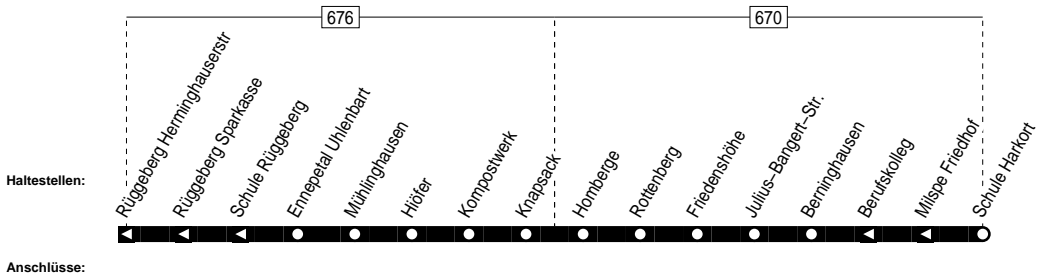 676
670
Rüggeberg Herminghauserstr
Rüggeberg Sparkasse
Schule Rüggeberg
Ennepetal Uhlenbart
Mühlinghausen
Hiöfer
Kompostwerk
Knapsack
Homberge
Rottenberg
Friedenshöhe
Julius-Bangert-Str.
Berninghausen
Berufskolleg
Milspe Friedhof
Schule Harkort
Haltestellen:
Anschlüsse: